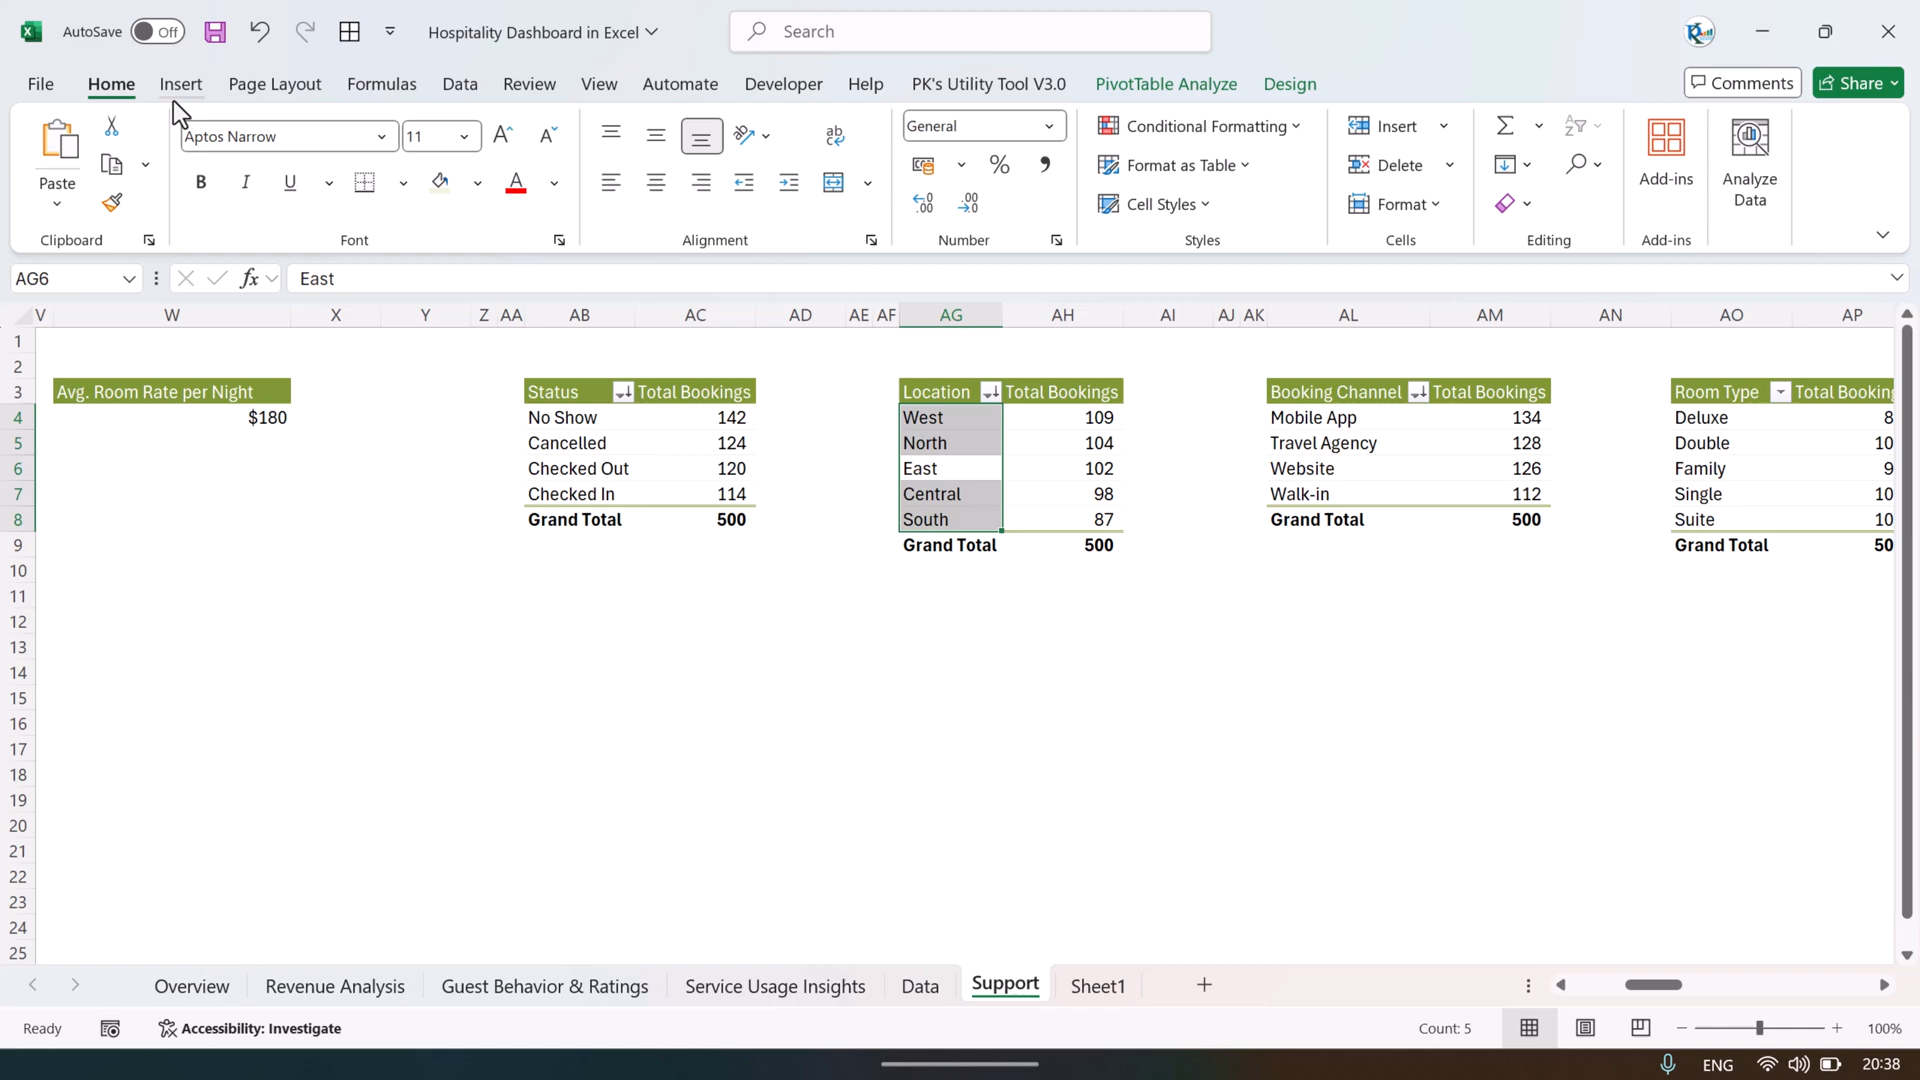 AutoSave Off Hospitality Dashboard in Excel Search
File Home Insert Page Layout Formulas Data Review View Automate Developer Help PK's Utility Tool V3.0 PivotTable Analyze Design Comments Share
Aptos Narrow 11 General Conditional Formatting Insert
Format as Table Delete
Paste B I U A Cell Styles Format Add-ins Analyze Data
Clipboard Font Alignment Number Styles Cells Editing Add-ins
AG6 fx East
V W X Y Z AA AB AC AD AE AF AG AH AI AJ AK AL AM AN AO AP
1
2
3 Avg. Room Rate per Night Status Total Bookings Location Total Bookings Booking Channel Total Bookings Room Type Total Booking
4 $180 No Show 142 West 109 Mobile App 134 Deluxe 8
5 Cancelled 124 North 104 Travel Agency 128 Double 10
6 Checked Out 120 East 102 Website 126 Family 9
7 Checked In 114 Central 98 Walk-in 112 Single 10
8 Grand Total 500 South 87 Grand Total 500 Suite 10
9 Grand Total 500 Grand Total 50
10
11
12
13
14
15
16
17
18
19
20
21
22
23
24
25
Overview Revenue Analysis Guest Behavior & Ratings Service Usage Insights Data Support Sheet1
Ready Accessibility: Investigate Count: 5 100%
ENG 20:38